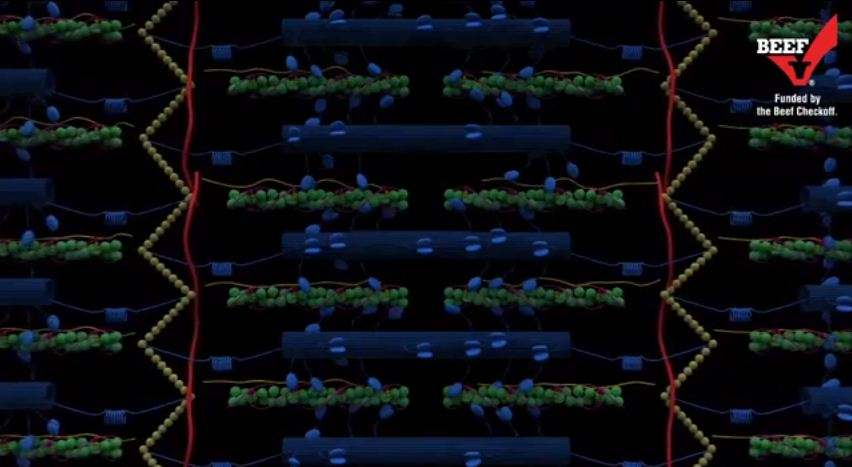 BEEF
®
Funded by
the Beef Checkoff.